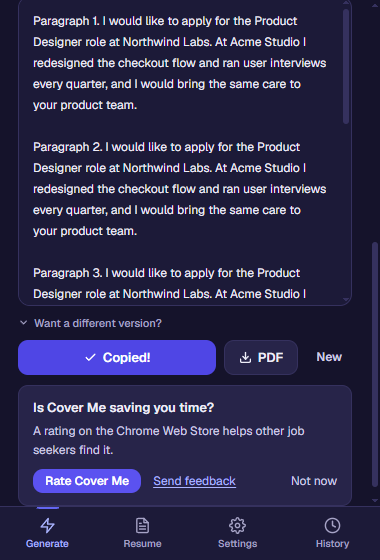 Paragraph 1. I would like to apply for the Product
Designer role at Northwind Labs. At Acme Studio I
redesigned the checkout flow and ran user interviews
every quarter, and I would bring the same care to
your product team.
Paragraph 2. I would like to apply for the Product
Designer role at Northwind Labs. At Acme Studio I
redesigned the checkout flow and ran user interviews
every quarter, and I would bring the same care to
your product team.
Paragraph 3. I would like to apply for the Product
Designer role at Northwind Labs. At Acme Studio I
Want a different version?
Copied! PDF New
Is Cover Me saving you time?
A rating on the Chrome Web Store helps other job
seekers find it.
Rate Cover Me Send feedback Not now
Generate Resume Settings History